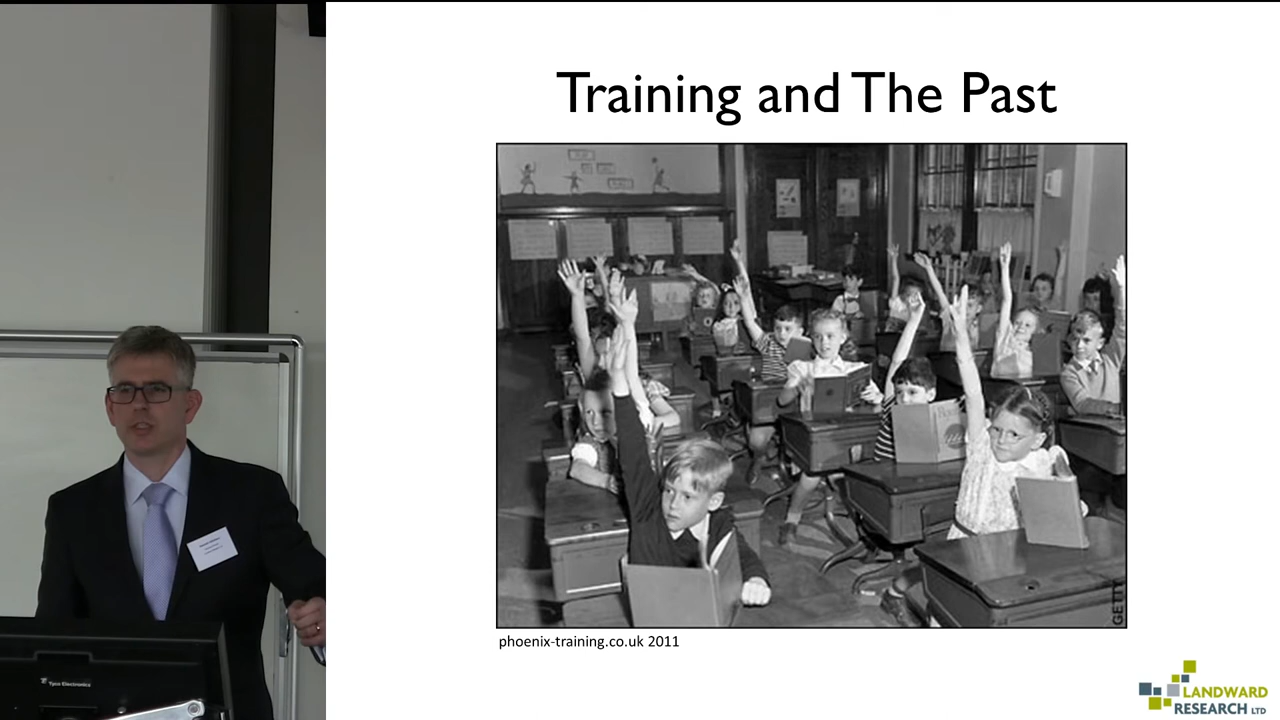 Training and The Past
GETTY
phoenix-training.co.uk 2011
LANDWARD
RESEARCH LTD
Tyco Electronics